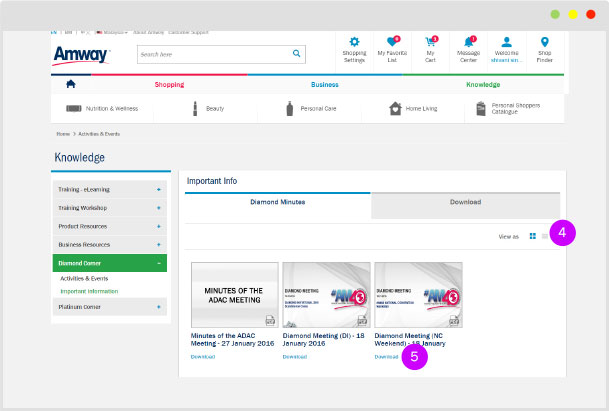 EN | BM | Malaysia About Amway Customer Support
Amway
Search here
Shopping Settings
My Favorite List
My Cart
Message Center
Welcome
Shop Finder
Shopping
Business
Knowledge
Nutrition & Wellness
Beauty
Personal Care
Home Living
Personal Shoppers Catalogue
Home > Activities & Events
Knowledge
Training - eLearning +
Training Workshop +
Product Resources +
Business Resources +
Diamond Corner -
Activities & Events
Important Information
Platinum Corner +
Important Info
Diamond Minutes
Download
View as
4
MINUTES OF THE
ADAC MEETING
DIAMOND MEETING
DIAMOND MEETING
Minutes of the ADAC
Meeting - 27 January 2016
Download
Diamond Meeting (DI) - 18
January 2016
Download
Diamond Meeting (NC
Weekend) - January
Download
5